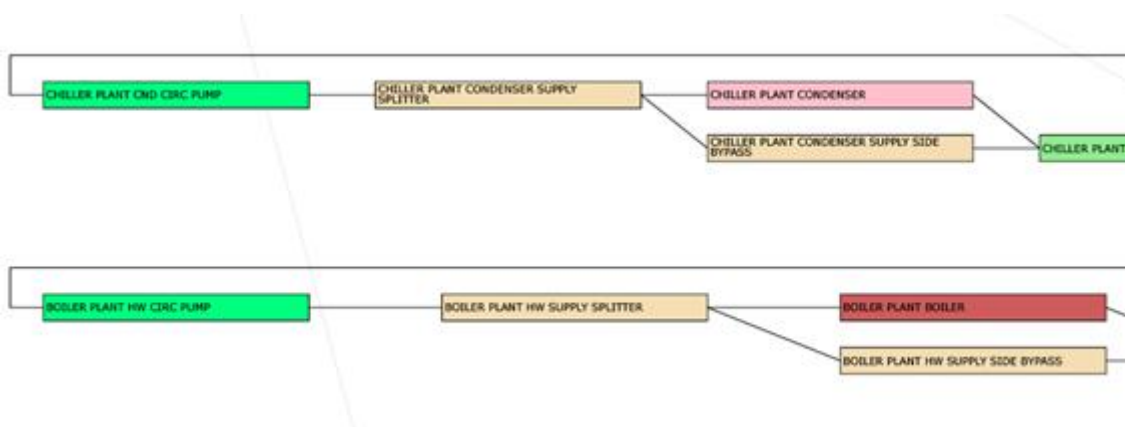 CHILLER PLANT CND CIRC PUMP
CHILLER PLANT CONDENSER SUPPLY
SPLITTER
CHILLER PLANT CONDENSER
CHILLER PLANT CONDENSER SUPPLY SIDE
BYPASS
CHILLER PLANT
BOILER PLANT HW CIRC PUMP
BOILER PLANT HW SUPPLY SPLITTER
BOILER PLANT BOILER
BOILER PLANT HW SUPPLY SIDE BYPASS